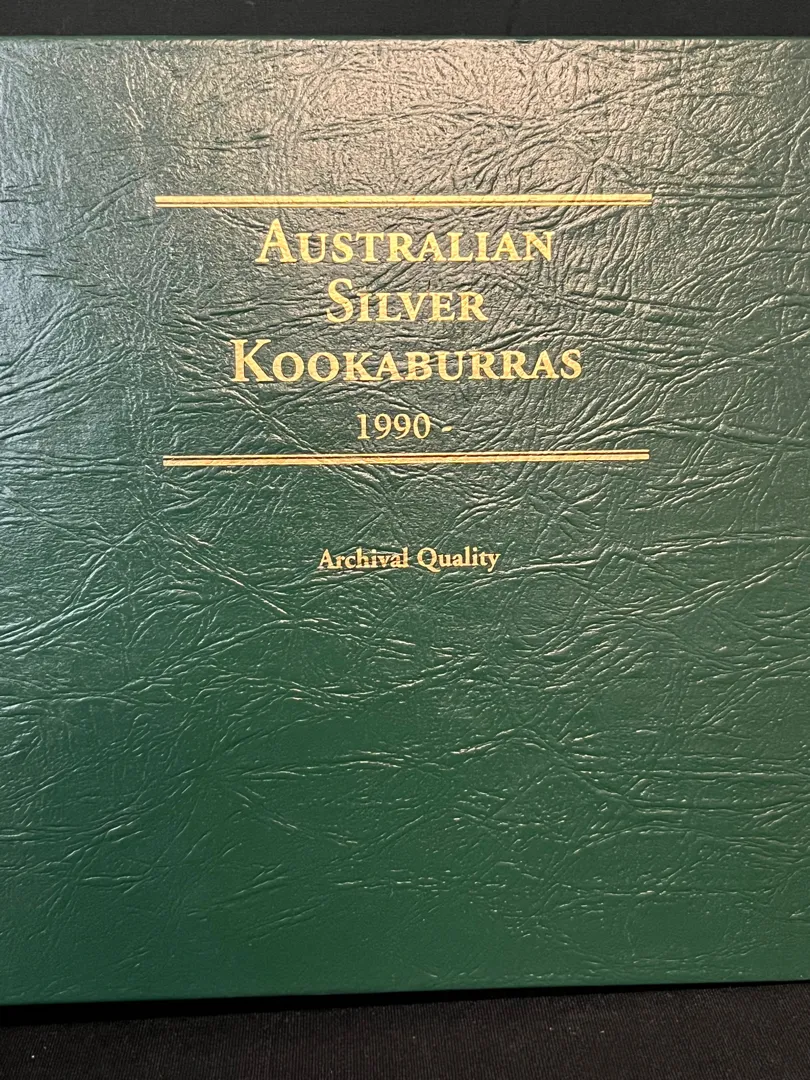 AUSTRALIAN
SILVER
KOOKABURRAS
1990 -
Archival Quality